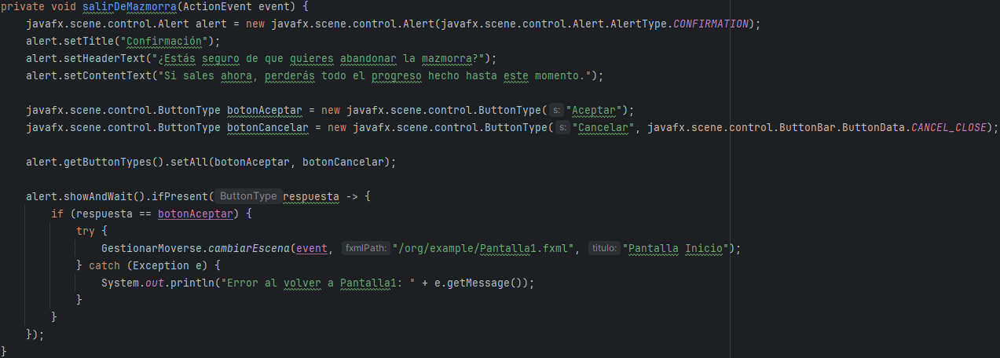 private void salirDeMazmorra(ActionEvent event) {
    javafx.scene.control.Alert alert = new javafx.scene.control.Alert(javafx.scene.control.Alert.AlertType.CONFIRMATION);
    alert.setTitle("Confirmación");
    alert.setHeaderText("¿Estás seguro de que quieres abandonar la mazmorra?");
    alert.setContentText("Si sales ahora, perderás todo el progreso hecho hasta este momento.");

    javafx.scene.control.ButtonType botonAceptar = new javafx.scene.control.ButtonType( s: "Aceptar");
    javafx.scene.control.ButtonType botonCancelar = new javafx.scene.control.ButtonType( s: "Cancelar", javafx.scene.control.ButtonBar.ButtonData.CANCEL_CLOSE);

    alert.getButtonTypes().setAll(botonAceptar, botonCancelar);

    alert.showAndWait().ifPresent( ButtonType respuesta -> {
        if (respuesta == botonAceptar) {
            try {
                GestionarMoverse.cambiarEscena(event, fxmlPath: "/org/example/Pantalla1.fxml", titulo: "Pantalla Inicio");
            } catch (Exception e) {
                System.out.println("Error al volver a Pantalla1: " + e.getMessage());
            }
        }
    });
}